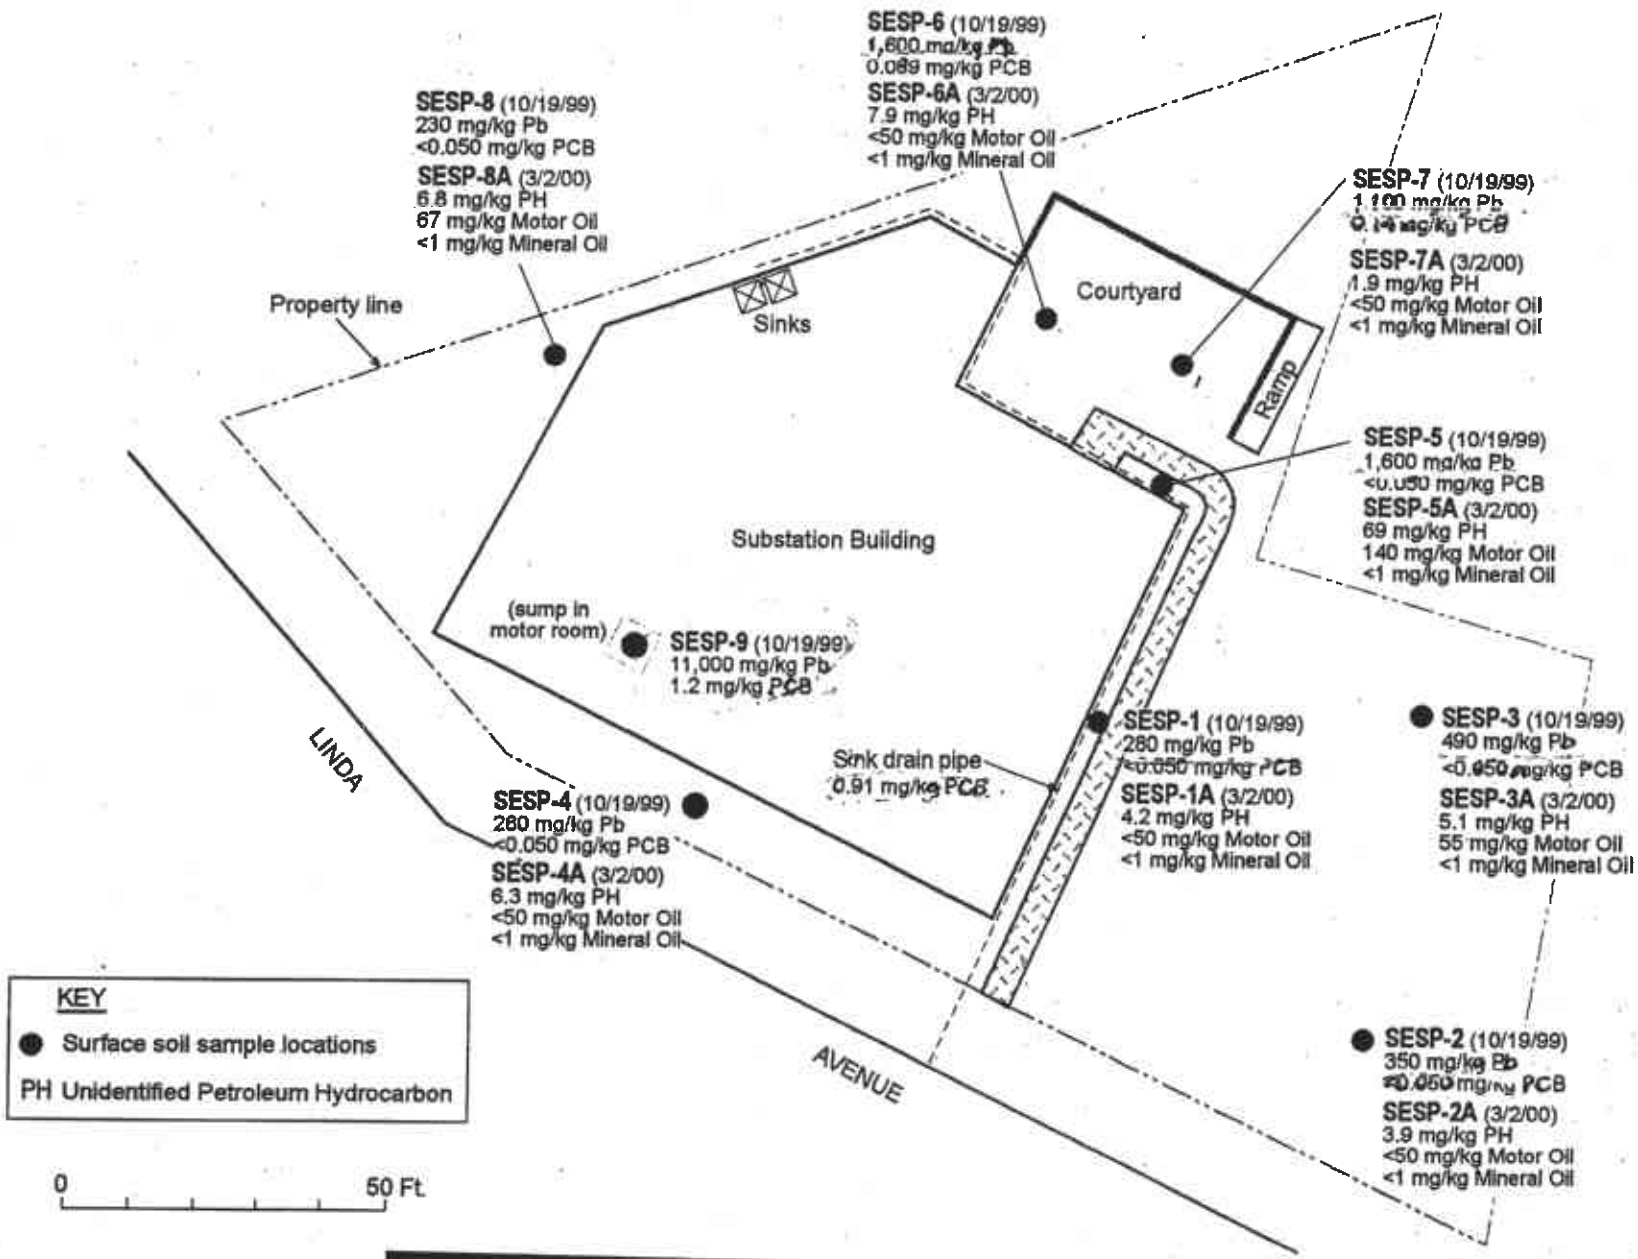 SESP-6 (10/19/99)
1,600 mg/kg Pb
0.089 mg/kg PCB
SESP-6A (3/2/00)
7.9 mg/kg PH
<50 mg/kg Motor Oil
<1 mg/kg Mineral Oil
SESP-8 (10/19/99)
230 mg/kg Pb
<0.050 mg/kg PCB
SESP-8A (3/2/00)
6.8 mg/kg PH
67 mg/kg Motor Oil
<1 mg/kg Mineral Oil
SESP-7 (10/19/99)
1,100 mg/kg Pb
0.14 mg/kg PCB
SESP-7A (3/2/00)
1.9 mg/kg PH
<50 mg/kg Motor Oil
<1 mg/kg Mineral Oil
Property line
Sinks
Courtyard
Ramp
SESP-5 (10/19/99)
1,600 mg/kg Pb
<0.050 mg/kg PCB
SESP-5A (3/2/00)
69 mg/kg PH
140 mg/kg Motor Oil
<1 mg/kg Mineral Oil
Substation Building
(sump in
motor room)
SESP-9 (10/19/99)
11,000 mg/kg Pb
1.2 mg/kg PCB
LINDA
Sink drain pipe
0.91 mg/kg PCB
SESP-1 (10/19/99)
280 mg/kg Pb
<0.050 mg/kg PCB
SESP-1A (3/2/00)
4.2 mg/kg PH
<50 mg/kg Motor Oil
<1 mg/kg Mineral Oil
SESP-3 (10/19/99)
490 mg/kg Pb
<0.050 mg/kg PCB
SESP-3A (3/2/00)
5.1 mg/kg PH
55 mg/kg Motor Oil
<1 mg/kg Mineral Oil
SESP-4 (10/19/99)
260 mg/kg Pb
<0.050 mg/kg PCB
SESP-4A (3/2/00)
6.3 mg/kg PH
<50 mg/kg Motor Oil
<1 mg/kg Mineral Oil
AVENUE
SESP-2 (10/19/99)
350 mg/kg Pb
<0.050 mg/kg PCB
SESP-2A (3/2/00)
3.9 mg/kg PH
<50 mg/kg Motor Oil
<1 mg/kg Mineral Oil
KEY
Surface soil sample locations
PH Unidentified Petroleum Hydrocarbon
0 50 Ft.